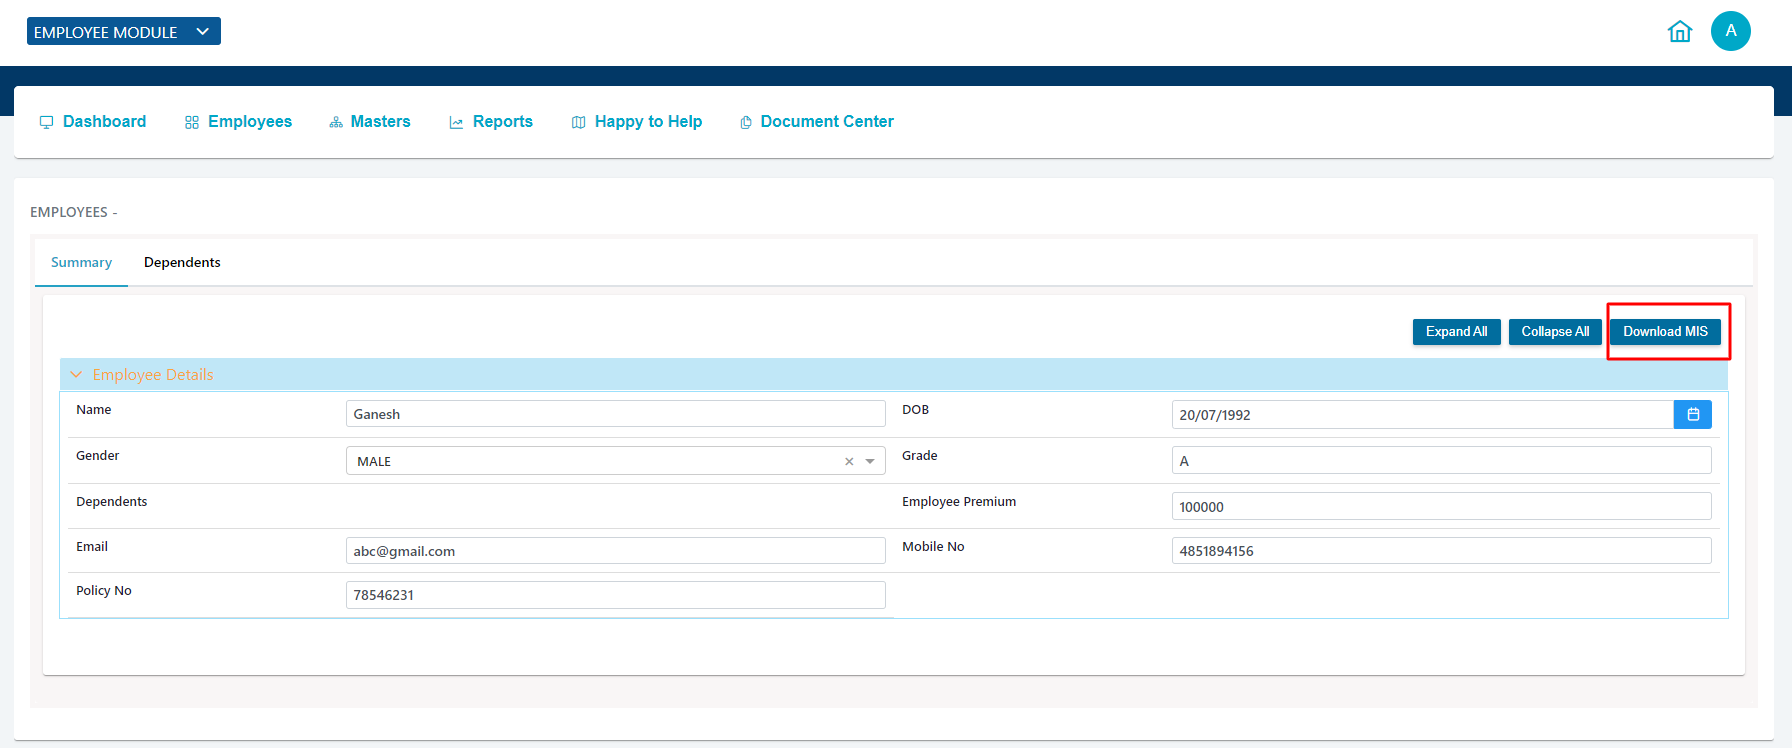 EMPLOYEE MODULE
A
Dashboard Employees Masters Reports Happy to Help Document Center
EMPLOYEES -
Summary Dependents
Expand All Collapse All Download MIS
Employee Details
Name Ganesh DOB 20/07/1992
Gender MALE Grade A
Dependents Employee Premium 100000
Email abc@gmail.com Mobile No 4851894156
Policy No 78546231